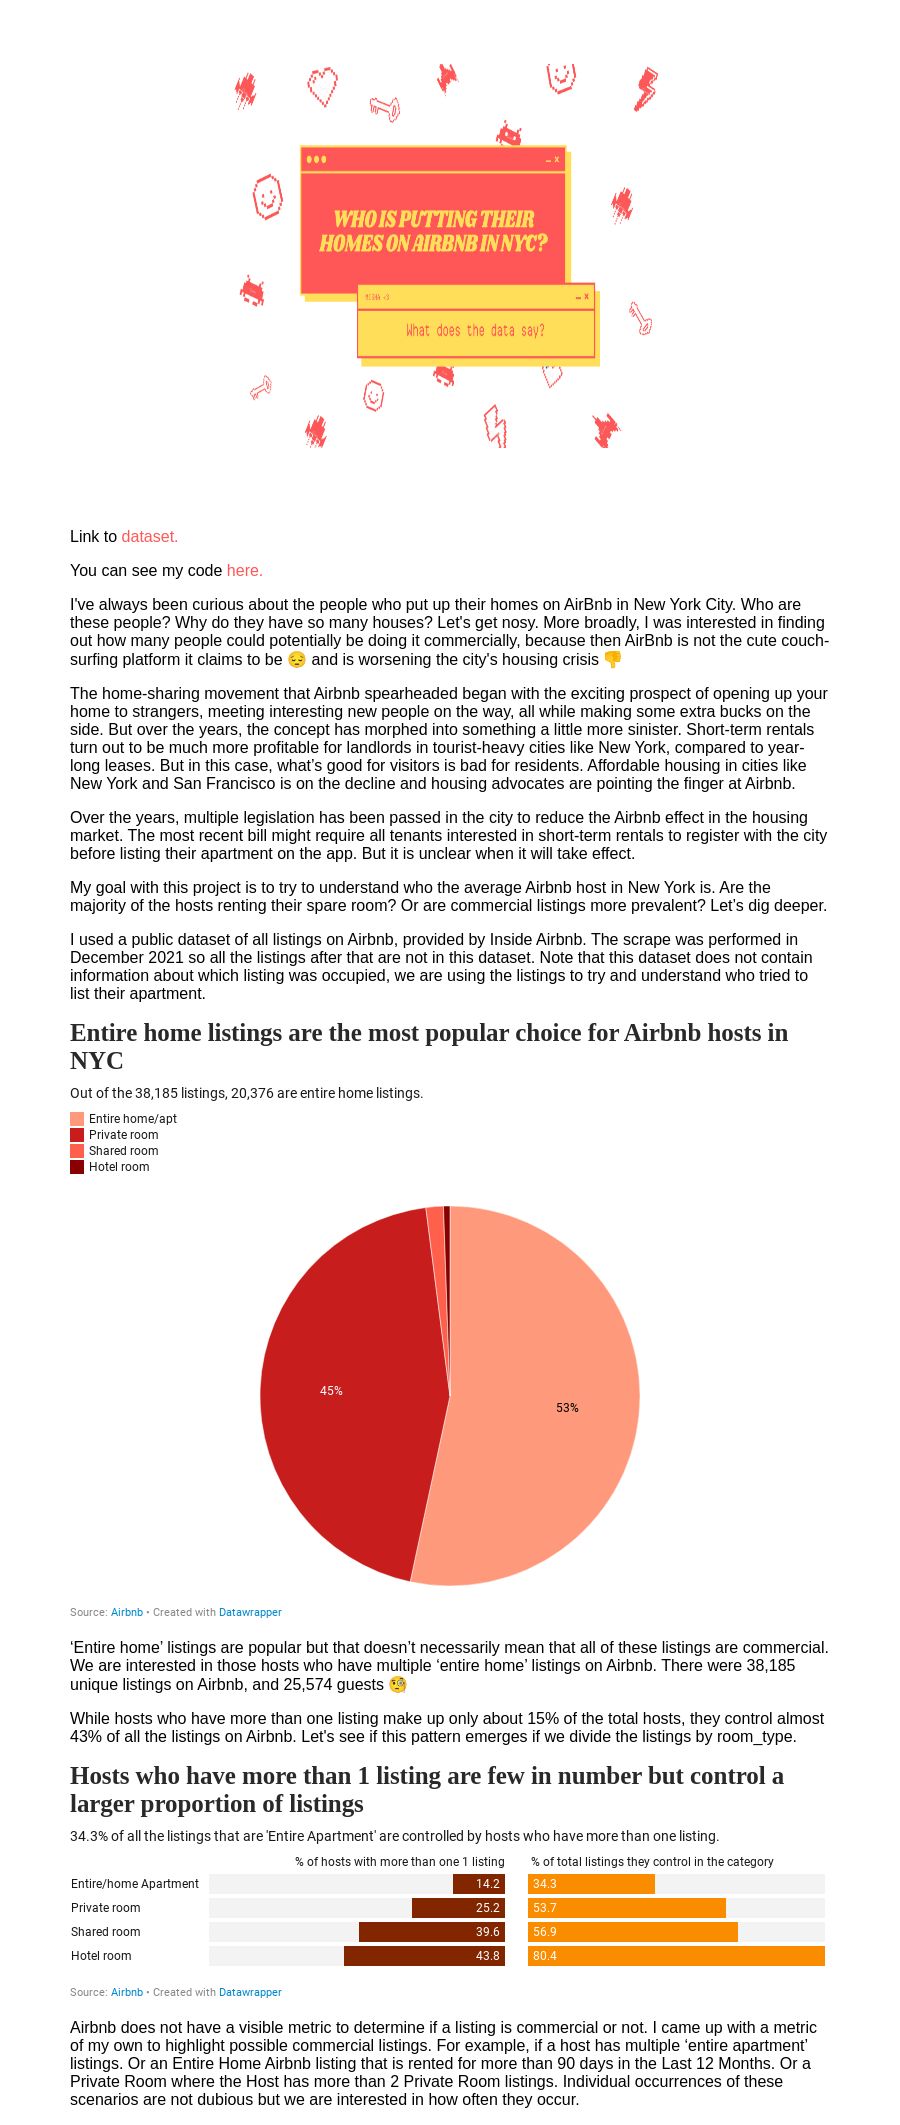 WHO IS PUTTING THEIR
HOMES ON AIRBNB IN NYC?
What does the data say?
Link to dataset.
You can see my code here.
I've always been curious about the people who put up their homes on AirBnb in New York City. Who are
these people? Why do they have so many houses? Let's get nosy. More broadly, I was interested in finding
out how many people could potentially be doing it commercially, because then AirBnb is not the cute couch-
surfing platform it claims to be 😔 and is worsening the city's housing crisis 👎
The home-sharing movement that Airbnb spearheaded began with the exciting prospect of opening up your
home to strangers, meeting interesting new people on the way, all while making some extra bucks on the
side. But over the years, the concept has morphed into something a little more sinister. Short-term rentals
turn out to be much more profitable for landlords in tourist-heavy cities like New York, compared to year-
long leases. But in this case, what’s good for visitors is bad for residents. Affordable housing in cities like
New York and San Francisco is on the decline and housing advocates are pointing the finger at Airbnb.
Over the years, multiple legislation has been passed in the city to reduce the Airbnb effect in the housing
market. The most recent bill might require all tenants interested in short-term rentals to register with the city
before listing their apartment on the app. But it is unclear when it will take effect.
My goal with this project is to try to understand who the average Airbnb host in New York is. Are the
majority of the hosts renting their spare room? Or are commercial listings more prevalent? Let’s dig deeper.
I used a public dataset of all listings on Airbnb, provided by Inside Airbnb. The scrape was performed in
December 2021 so all the listings after that are not in this dataset. Note that this dataset does not contain
information about which listing was occupied, we are using the listings to try and understand who tried to
list their apartment.
Entire home listings are the most popular choice for Airbnb hosts in
NYC
Out of the 38,185 listings, 20,376 are entire home listings.
Entire home/apt
Private room
Shared room
Hotel room
45%
53%
Source: Airbnb • Created with Datawrapper
‘Entire home’ listings are popular but that doesn’t necessarily mean that all of these listings are commercial.
We are interested in those hosts who have multiple ‘entire home’ listings on Airbnb. There were 38,185
unique listings on Airbnb, and 25,574 guests 🧐
While hosts who have more than one listing make up only about 15% of the total hosts, they control almost
43% of all the listings on Airbnb. Let's see if this pattern emerges if we divide the listings by room_type.
Hosts who have more than 1 listing are few in number but control a
larger proportion of listings
34.3% of all the listings that are 'Entire Apartment' are controlled by hosts who have more than one listing.
% of hosts with more than one 1 listing % of total listings they control in the category
Entire/home Apartment 14.2 34.3
Private room 25.2 53.7
Shared room 39.6 56.9
Hotel room 43.8 80.4
Source: Airbnb • Created with Datawrapper
Airbnb does not have a visible metric to determine if a listing is commercial or not. I came up with a metric
of my own to highlight possible commercial listings. For example, if a host has multiple ‘entire apartment’
listings. Or an Entire Home Airbnb listing that is rented for more than 90 days in the Last 12 Months. Or a
Private Room where the Host has more than 2 Private Room listings. Individual occurrences of these
scenarios are not dubious but we are interested in how often they occur.